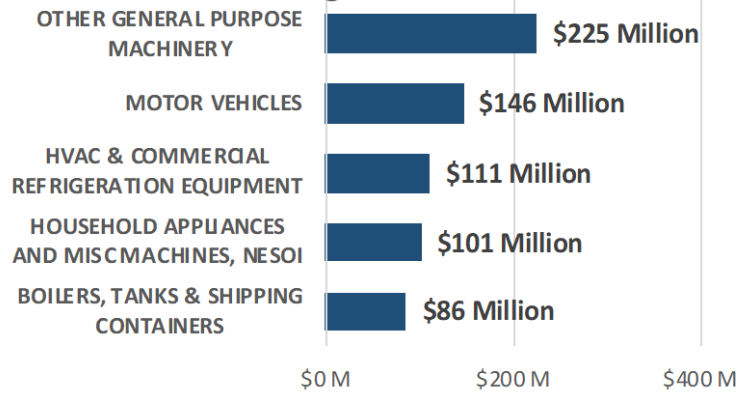 OTHER GENERAL PURPOSE
MACHINERY
$225 Million
MOTOR VEHICLES
$146 Million
HVAC & COMMERCIAL
REFRIGERATION EQUIPMENT
$111 Million
HOUSEHOLD APPLIANCES
AND MISC MACHINES, NESOI
$101 Million
BOILERS, TANKS & SHIPPING
CONTAINERS
$86 Million
$0 M
$200 M
$400 M